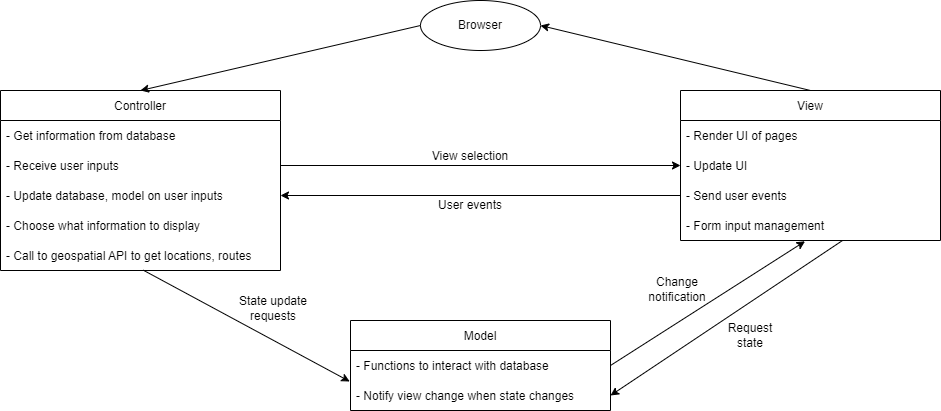 Browser
Controller
- Get information from database
- Receive user inputs
- Update database, model on user inputs
- Choose what information to display
- Call to geospatial API to get locations, routes
View selection
User events
View
- Render UI of pages
- Update UI
- Send user events
- Form input management
State update
requests
Change
notification
Request
state
Model
- Functions to interact with database
- Notify view change when state changes